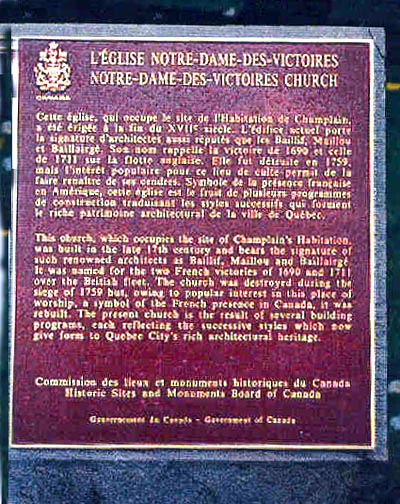 CANADA
L'ÉGLISE NOTRE-DAME-DES-VICTOIRES
NOTRE-DAME-DES-VICTOIRES CHURCH
Cette église, qui occupe le site de l'Habitation de Champlain,
a été érigée à la fin du XVIIe siècle. L'édifice actuel porte
la signature d'architectes aussi réputés que les Baillif, Maillou
et Baillairgé. Son nom rappelle la victoire de 1690 et celle
de 1711 sur la flotte anglaise. Elle fut détruite en 1759,
mais l'intérêt populaire pour ce lieu de culte permit de la
faire renaître de ses cendres. Symbole de la présence française
en Amérique, cette église est le fruit de plusieurs programmes
de construction traduisant les styles successifs qui forment
le riche patrimoine architectural de la ville de Québec.
This church, which occupies the site of Champlain's Habitation,
was built in the late 17th century and bears the signature of
such renowned architects as Baillif, Maillou and Baillairgé.
It was named for the two French victories of 1690 and 1711
over the British fleet. The church was destroyed during the
siege of 1759 but, owing to popular interest in this place of
worship, a symbol of the French presence in Canada, it was
rebuilt. The present church is the result of several building
programs, each reflecting the successive styles which now
give form to Quebec City's rich architectural heritage.
Commission des lieux et monuments historiques du Canada
Historic Sites and Monuments Board of Canada
Gouvernement du Canada - Government of Canada